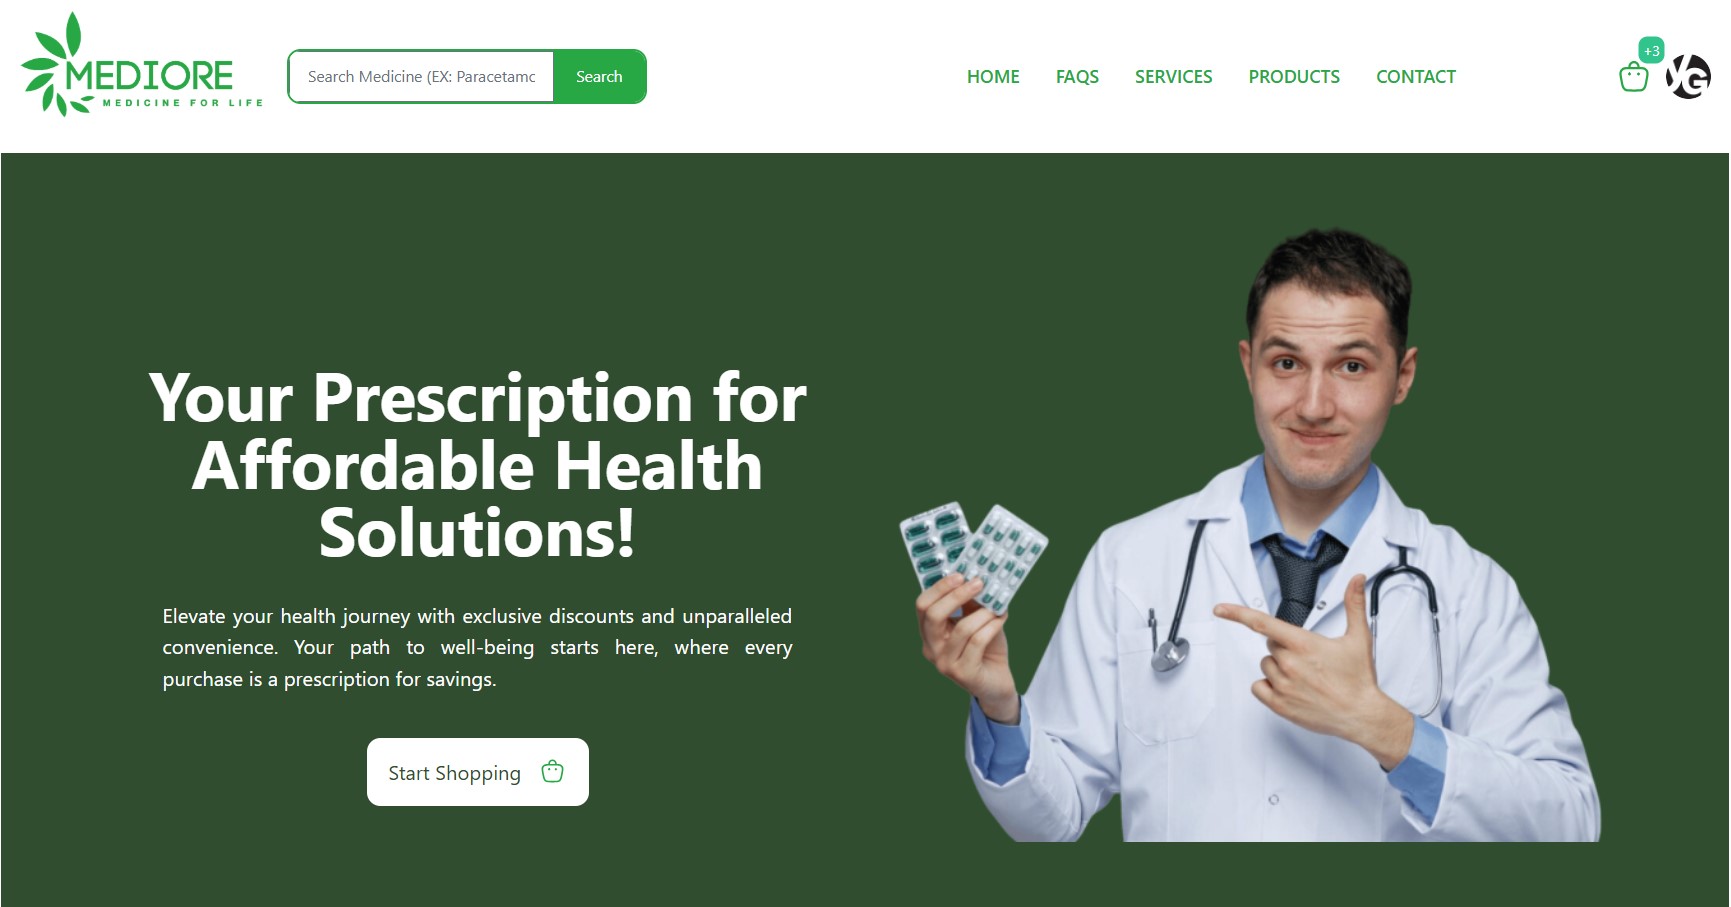 MEDIORE
MEDICINE FOR LIFE
Search Medicine (EX: Paracetamc
Search
HOME
FAQS
SERVICES
PRODUCTS
CONTACT
+3
YG
Your Prescription for
Affordable Health
Solutions!
Elevate your health journey with exclusive discounts and unparalleled
convenience. Your path to well-being starts here, where every
purchase is a prescription for savings.
Start Shopping